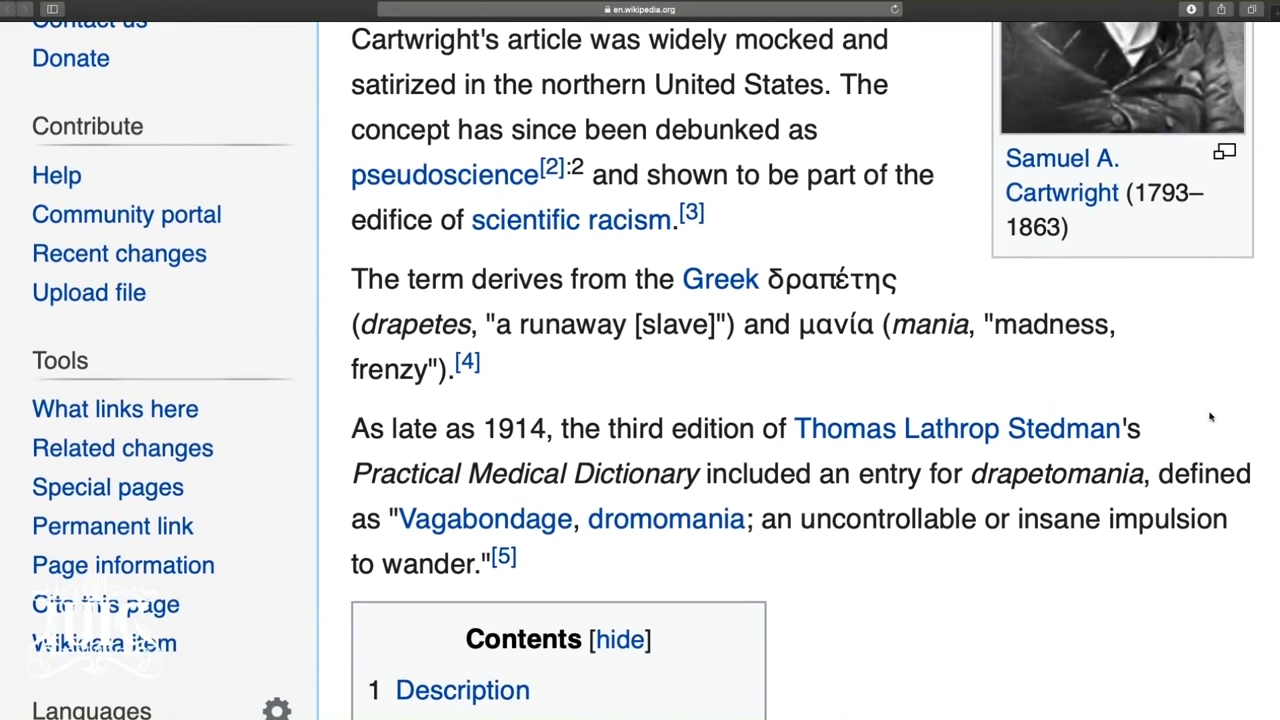 en.wikipedia.org
Contact us
Donate
Contribute
Help
Community portal
Recent changes
Upload file
Tools
What links here
Related changes
Special pages
Permanent link
Page information
Cite this page
Wikidata item
Languages
Cartwright's article was widely mocked and
satirized in the northern United States. The
concept has since been debunked as
pseudoscience[2]:2 and shown to be part of the
edifice of scientific racism.[3]
The term derives from the Greek δραπέτης
(drapetes, "a runaway [slave]") and μανία (mania, "madness,
frenzy").[4]
As late as 1914, the third edition of Thomas Lathrop Stedman's
Practical Medical Dictionary included an entry for drapetomania, defined
as "Vagabondage, dromomania; an uncontrollable or insane impulsion
to wander."[5]
Contents [hide]
1 Description
Samuel A.
Cartwright (1793–
1863)